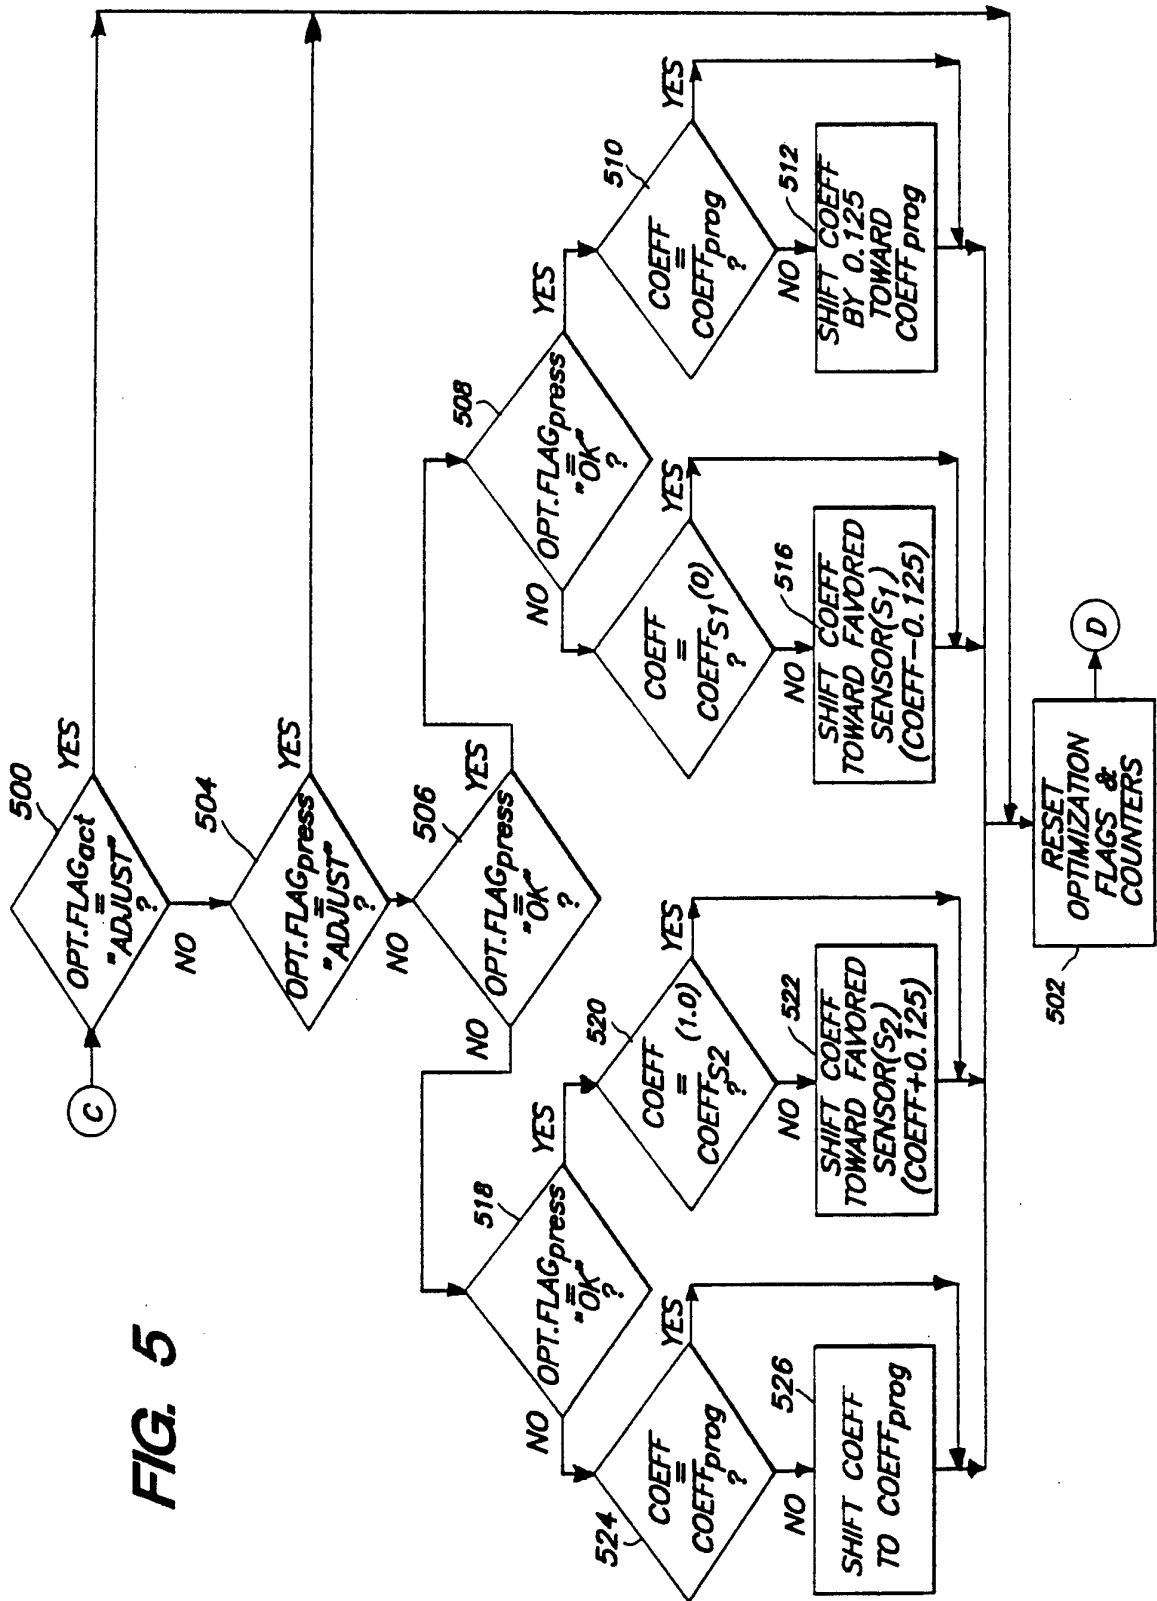 FIG. 5
C
500
OPT.FLAGact
=
"ADJUST"
?
YES
NO
504
OPT.FLAGpress
=
"ADJUST"
?
YES
NO
506
OPT.FLAGpress
=
"OK"
?
NO
YES
518
OPT.FLAGpress
=
"OK"
?
NO
YES
508
OPT.FLAGpress
=
"OK"
?
NO
YES
524
COEFF
=
COEFFprog
?
YES
NO
520
COEFF
=
(1.0)
COEFFS2
?
YES
NO
COEFF
=
COEFFS1(0)
?
YES
NO
510
COEFF
=
COEFFprog
?
YES
NO
526
SHIFT COEFF
TO COEFFprog
522
SHIFT COEFF
TOWARD FAVORED
SENSOR(S2)
(COEFF+0.125)
516
SHIFT COEFF
TOWARD FAVORED
SENSOR(S1)
(COEFF−0.125)
512
SHIFT COEFF
BY 0.125
TOWARD
COEFFprog
502
RESET
OPTIMIZATION
FLAGS &
COUNTERS
D